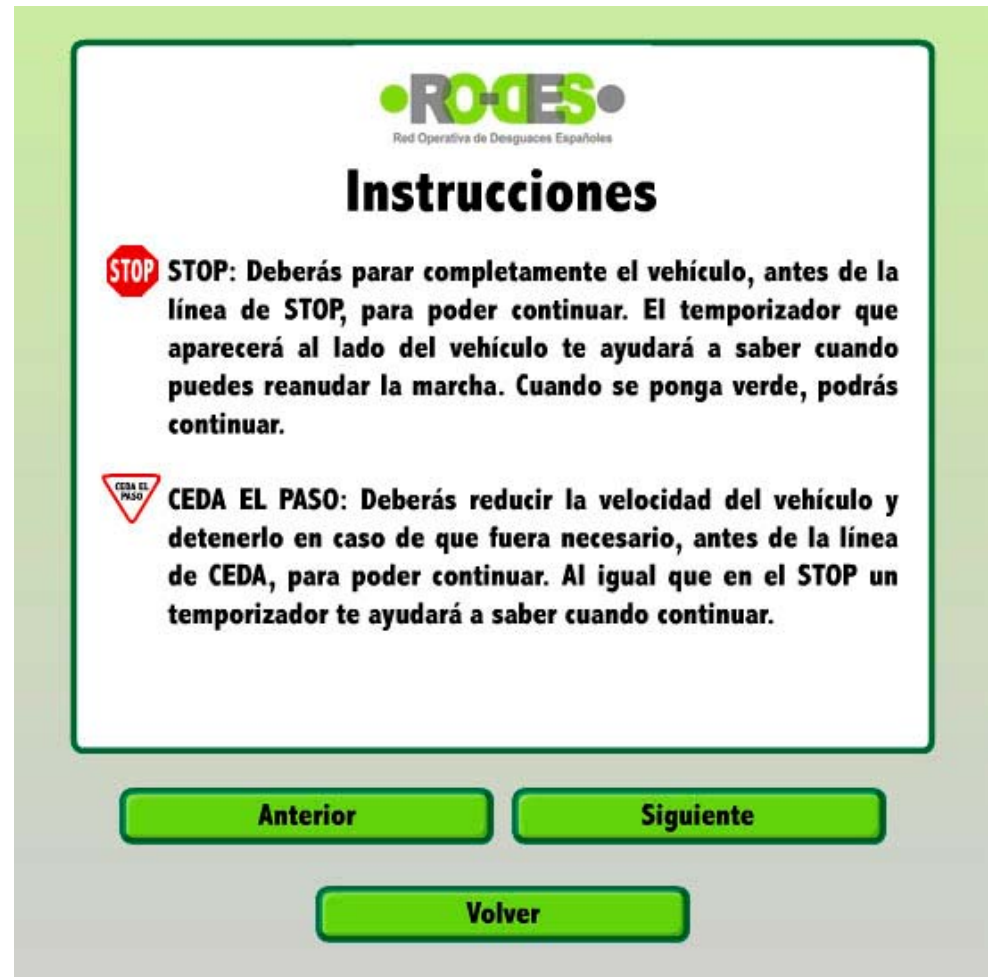 RO-DES
Red Operativa de Desguaces Españoles
Instrucciones
STOP
STOP: Deberás parar completamente el vehículo, antes de la
línea de STOP, para poder continuar. El temporizador que
aparecerá al lado del vehículo te ayudará a saber cuando
puedes reanudar la marcha. Cuando se ponga verde, podrás
continuar.
CEDA EL
PASO
CEDA EL PASO: Deberás reducir la velocidad del vehículo y
detenerlo en caso de que fuera necesario, antes de la línea
de CEDA, para poder continuar. Al igual que en el STOP un
temporizador te ayudará a saber cuando continuar.
Anterior
Siguiente
Volver